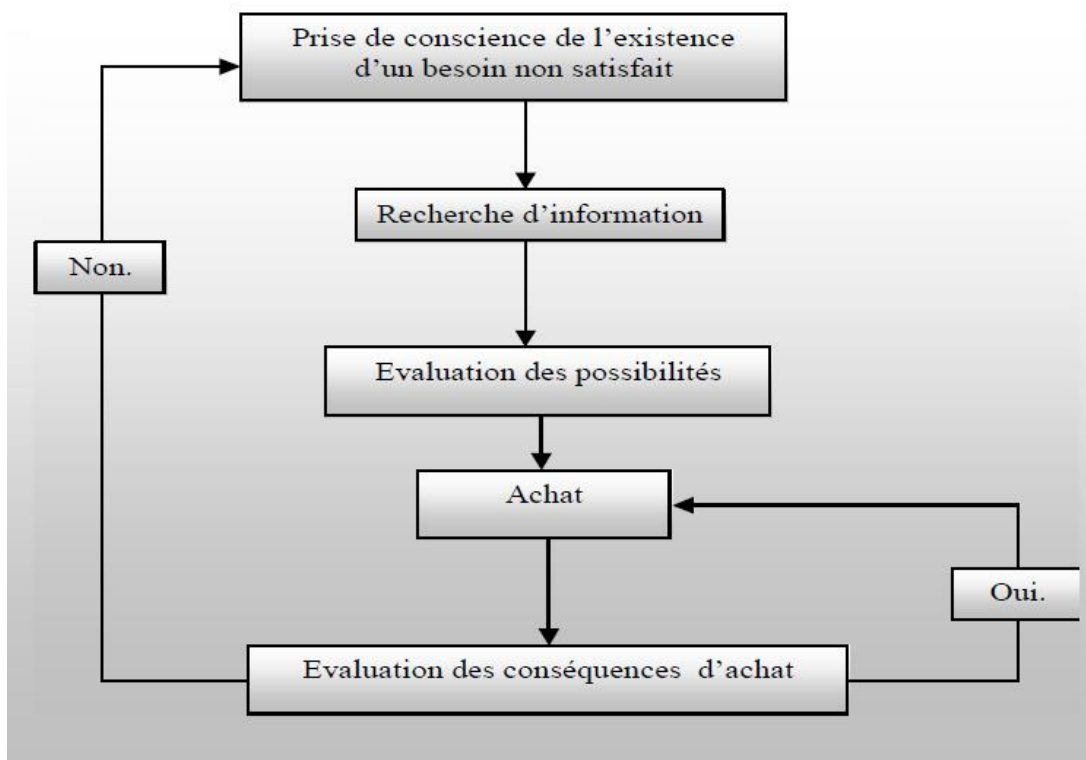 Prise de conscience de l’existence
d’un besoin non satisfait
Recherche d’information
Non.
Evaluation des possibilités
Achat
Oui.
Evaluation des conséquences d’achat